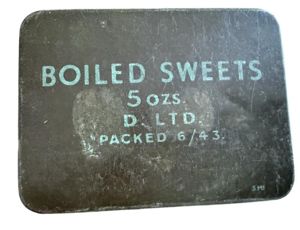 BOILED SWEETS
5 OZS.
D. LTD.
PACKED 6/43.